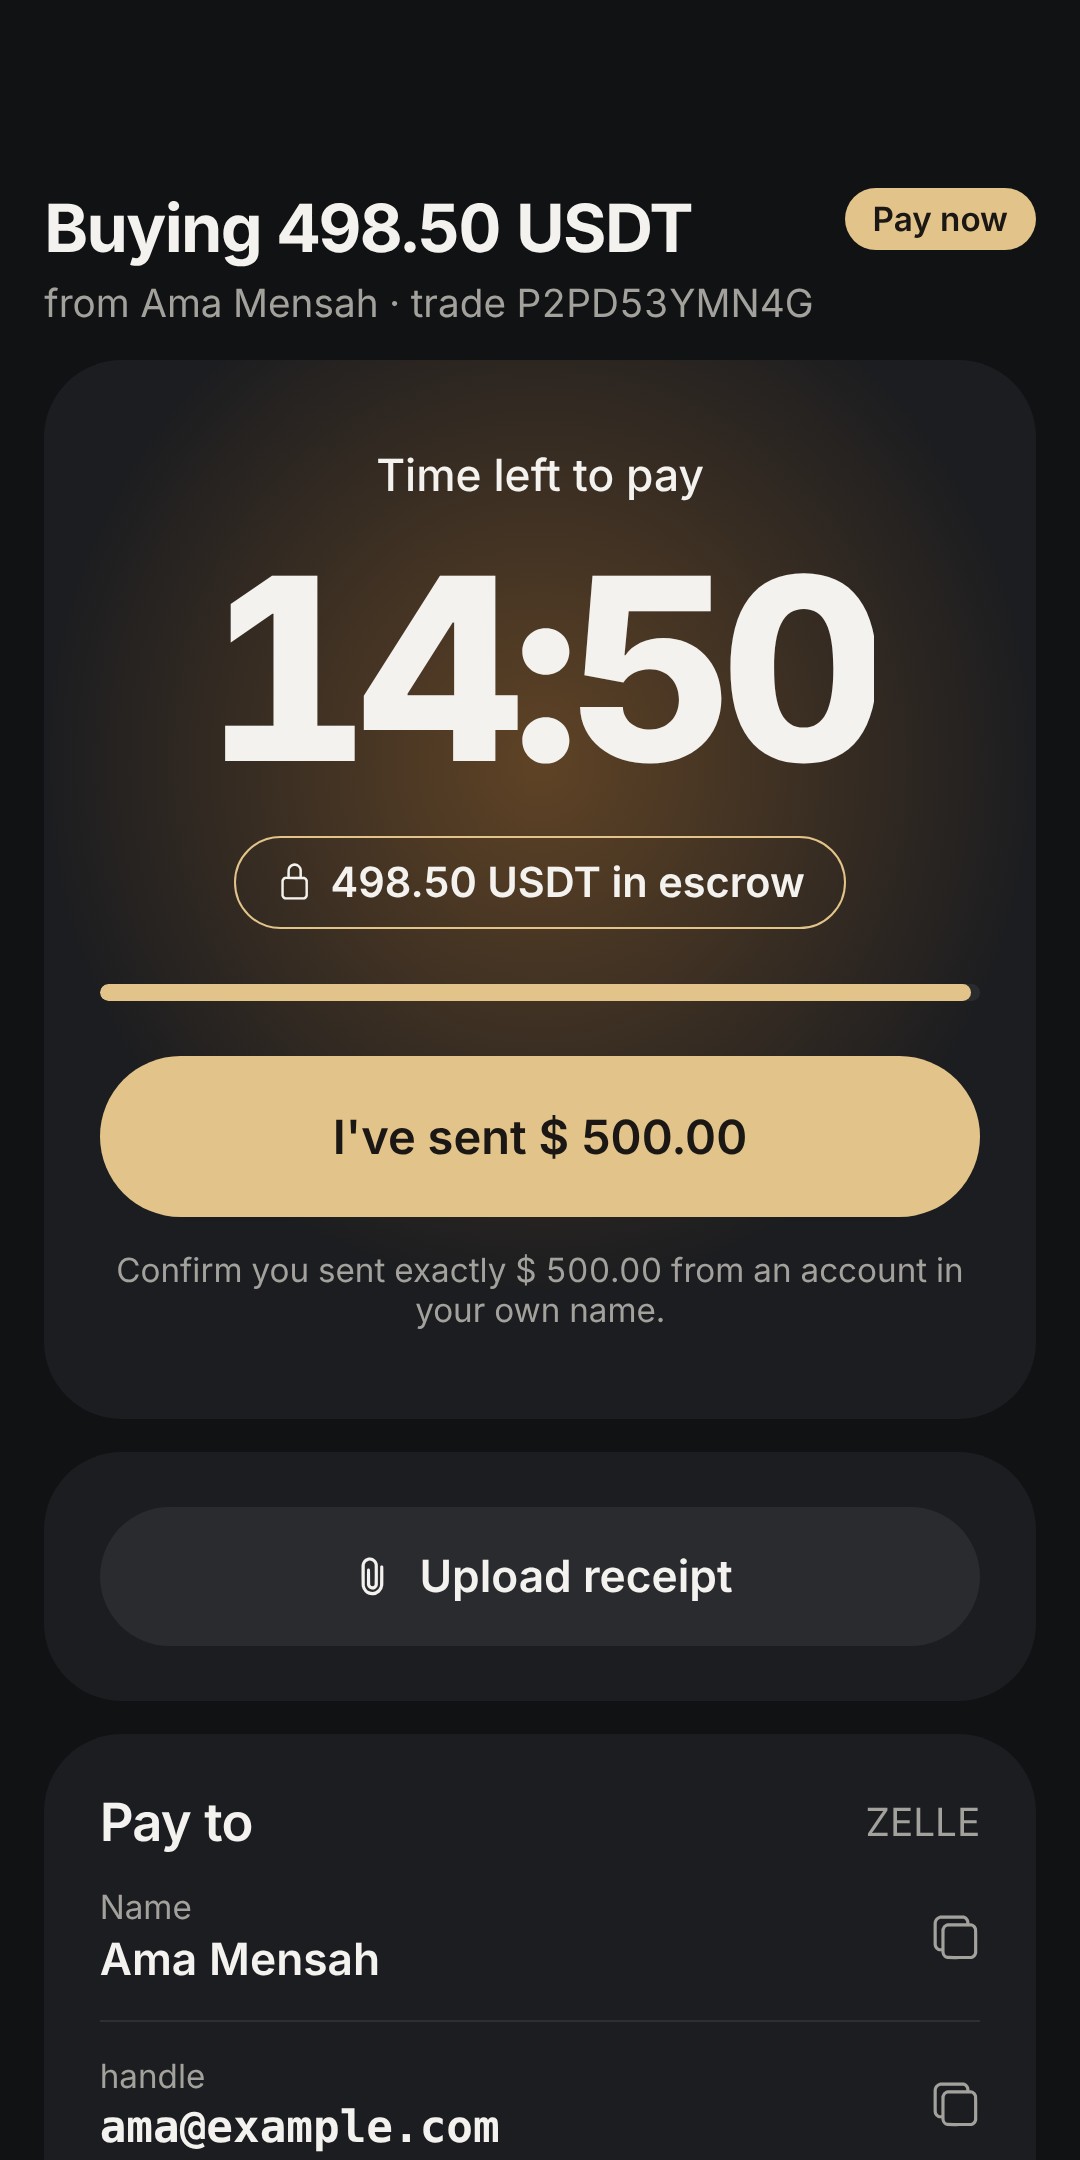 Buying 498.50 USDT
Pay now
from Ama Mensah · trade P2PD53YMN4G
Time left to pay
14:50
498.50 USDT in escrow
I've sent $ 500.00
Confirm you sent exactly $ 500.00 from an account in
your own name.
Upload receipt
Pay to
ZELLE
Name
Ama Mensah
handle
ama@example.com